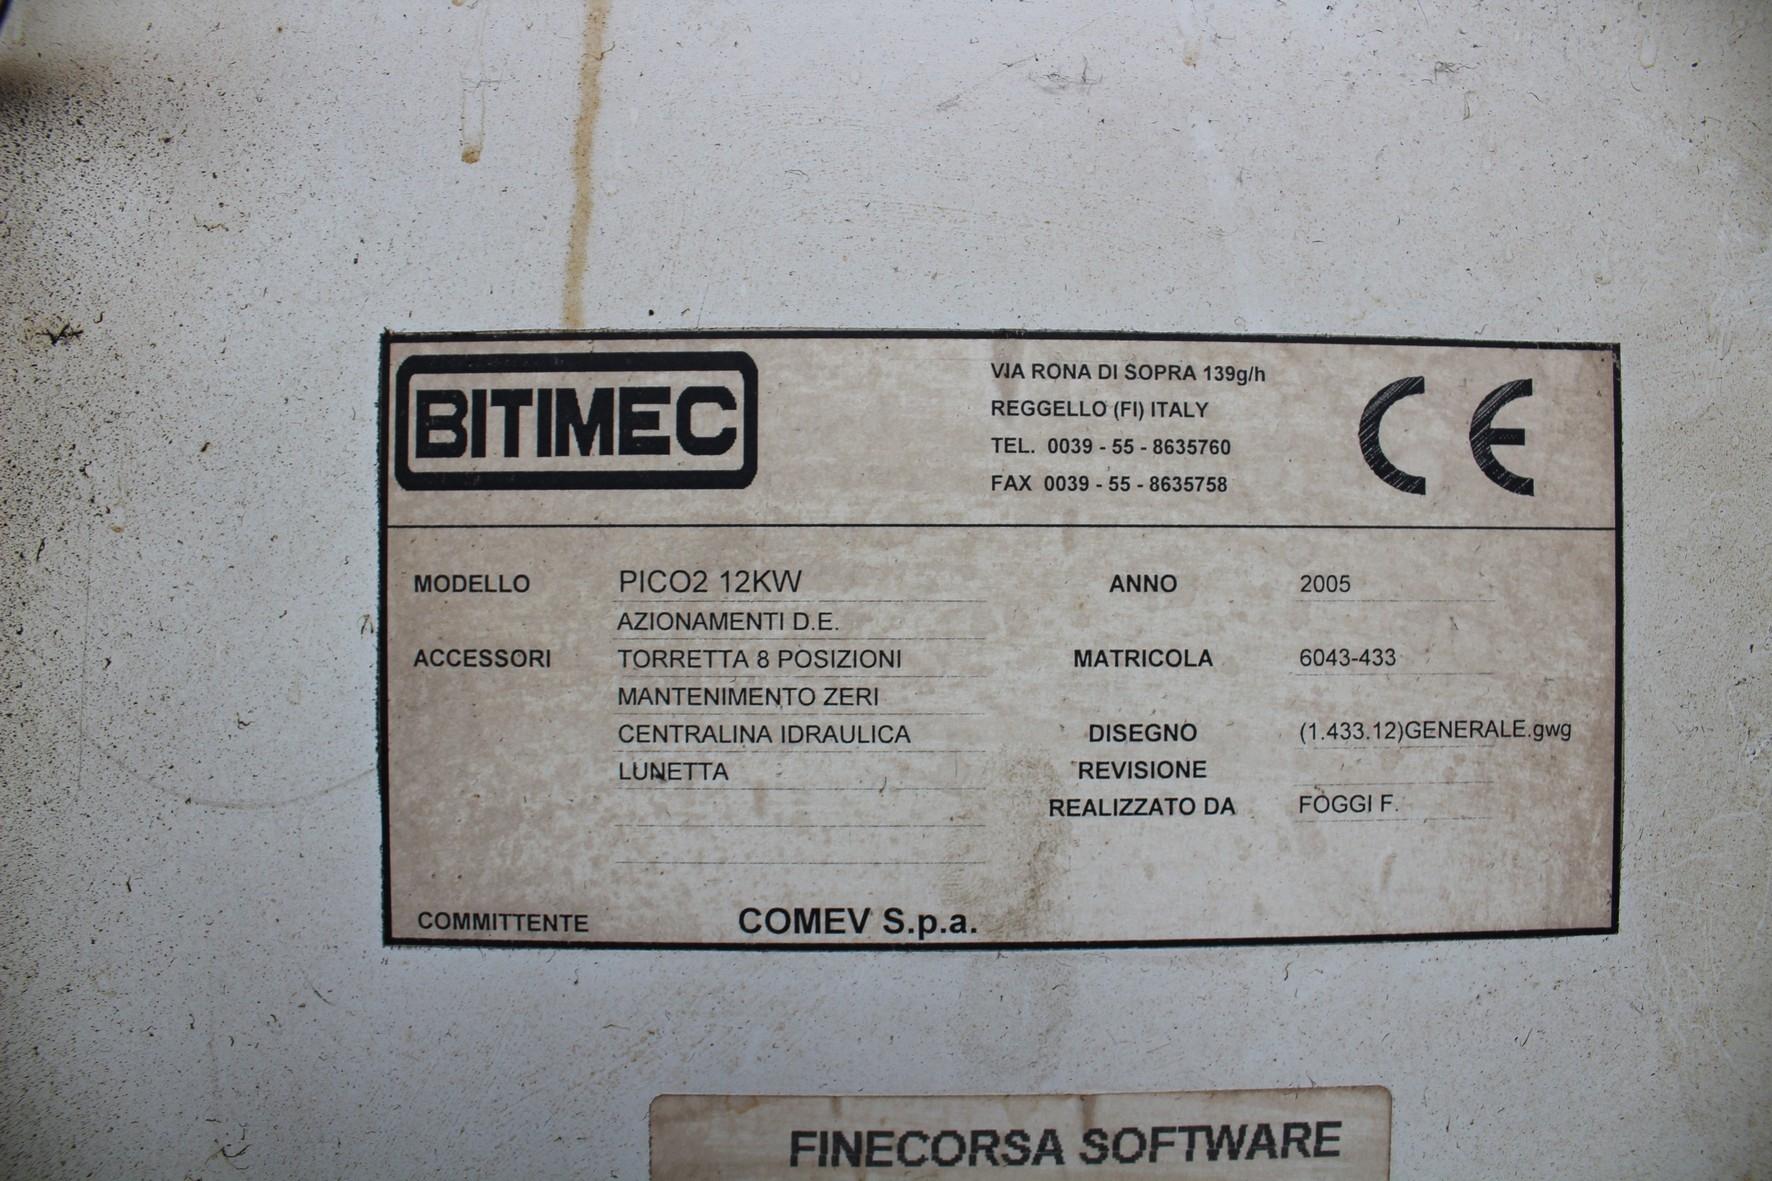 BITIMEC
VIA RONA DI SOPRA 139g/h
REGGELLO (FI) ITALY
TEL. 0039 - 55 - 8635760
FAX 0039 - 55 - 8635758
CE
MODELLO PICO2 12KW ANNO 2005
AZIONAMENTI D.E.
ACCESSORI TORRETTA 8 POSIZIONI MATRICOLA 6043-433
MANTENIMENTO ZERI
CENTRALINA IDRAULICA DISEGNO (1.433.12)GENERALE.gwg
LUNETTA REVISIONE
REALIZZATO DA FOGGI F.
COMMITTENTE COMEV S.p.a.
FINECORSA SOFTWARE